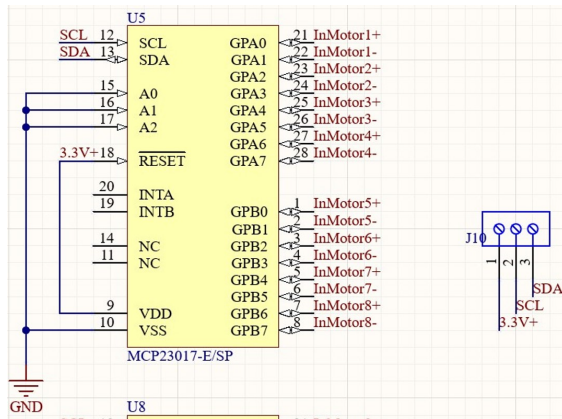 U5
SCL 12 SCL GPA0 21 InMotor1+
SDA 13 SDA GPA1 22 InMotor1-
GPA2 23 InMotor2+
15 A0 GPA3 24 InMotor2-
16 A1 GPA4 25 InMotor3+
17 A2 GPA5 26 InMotor3-
GPA6 27 InMotor4+
3.3V+ 18 RESET GPA7 28 InMotor4-
20 INTA
19 INTB GPB0 1 InMotor5+
GPB1 2 InMotor5-
14 NC GPB2 3 InMotor6+
11 NC GPB3 4 InMotor6-
GPB4 5 InMotor7+
GPB5 6 InMotor7-
9 VDD GPB6 7 InMotor8+
10 VSS GPB7 8 InMotor8-
MCP23017-E/SP
GND
J10
1 2 3
SDA
SCL
3.3V+
U8